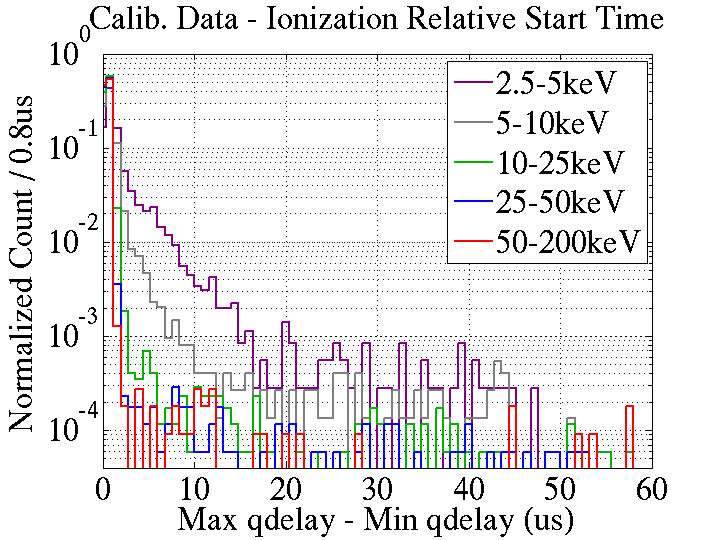 Calib. Data - Ionization Relative Start Time
10^0
10^-1
10^-2
10^-3
10^-4
Normalized Count / 0.8us
2.5-5keV
5-10keV
10-25keV
25-50keV
50-200keV
0 10 20 30 40 50 60
Max qdelay - Min qdelay (us)